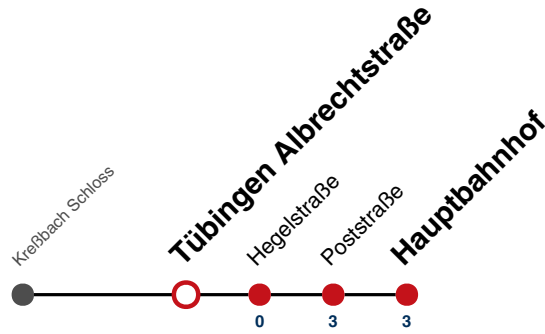 Kreßbach Schloss
Tübingen Albrechtstraße
Hegelstraße
Poststraße
Hauptbahnhof
0
3
3